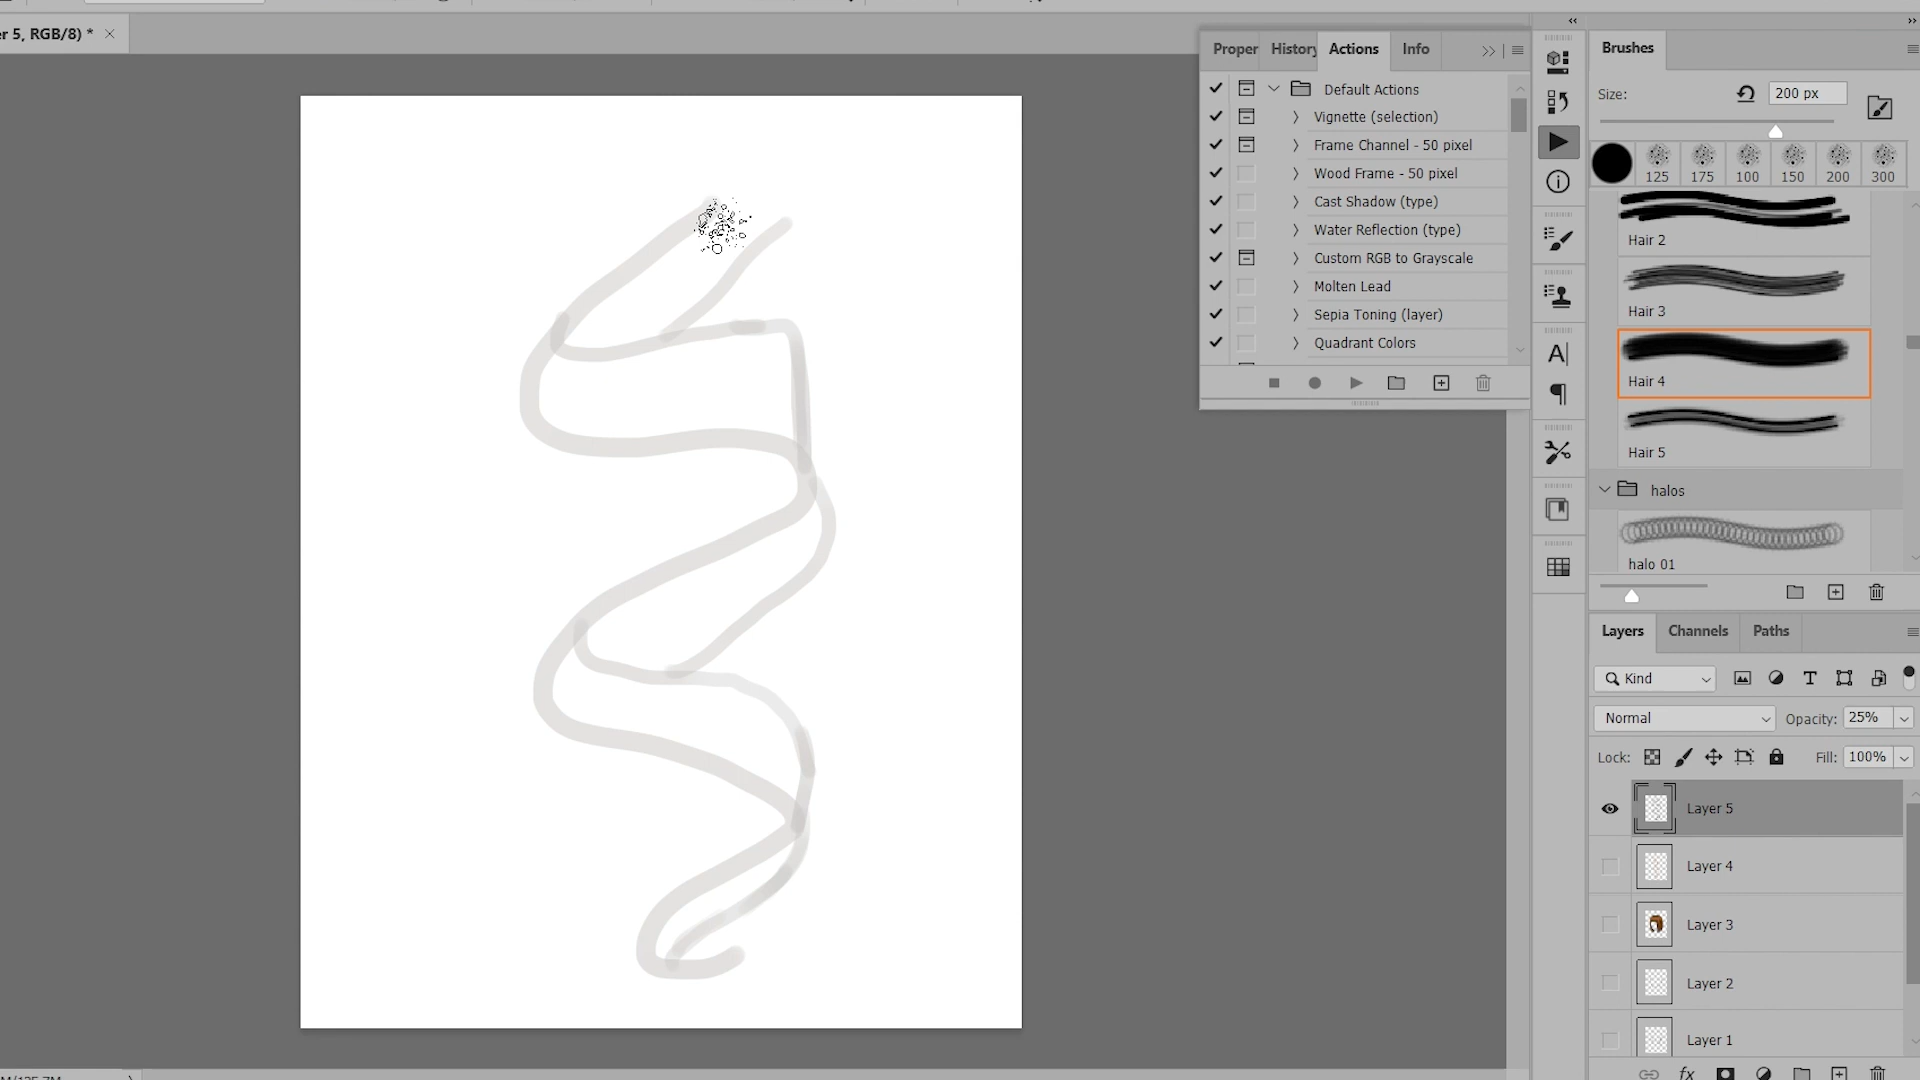 er 5, RGB/8) *
Proper
History
Actions
Info
Default Actions
Vignette (selection)
Frame Channel - 50 pixel
Wood Frame - 50 pixel
Cast Shadow (type)
Water Reflection (type)
Custom RGB to Grayscale
Molten Lead
Sepia Toning (layer)
Quadrant Colors
Brushes
Size:
200 px
125 175 100 150 200 300
Hair 2
Hair 3
Hair 4
Hair 5
halos
halo 01
Layers
Channels
Paths
Kind
Normal
Opacity: 25%
Lock:
Fill: 100%
Layer 5
Layer 4
Layer 3
Layer 2
Layer 1
fx